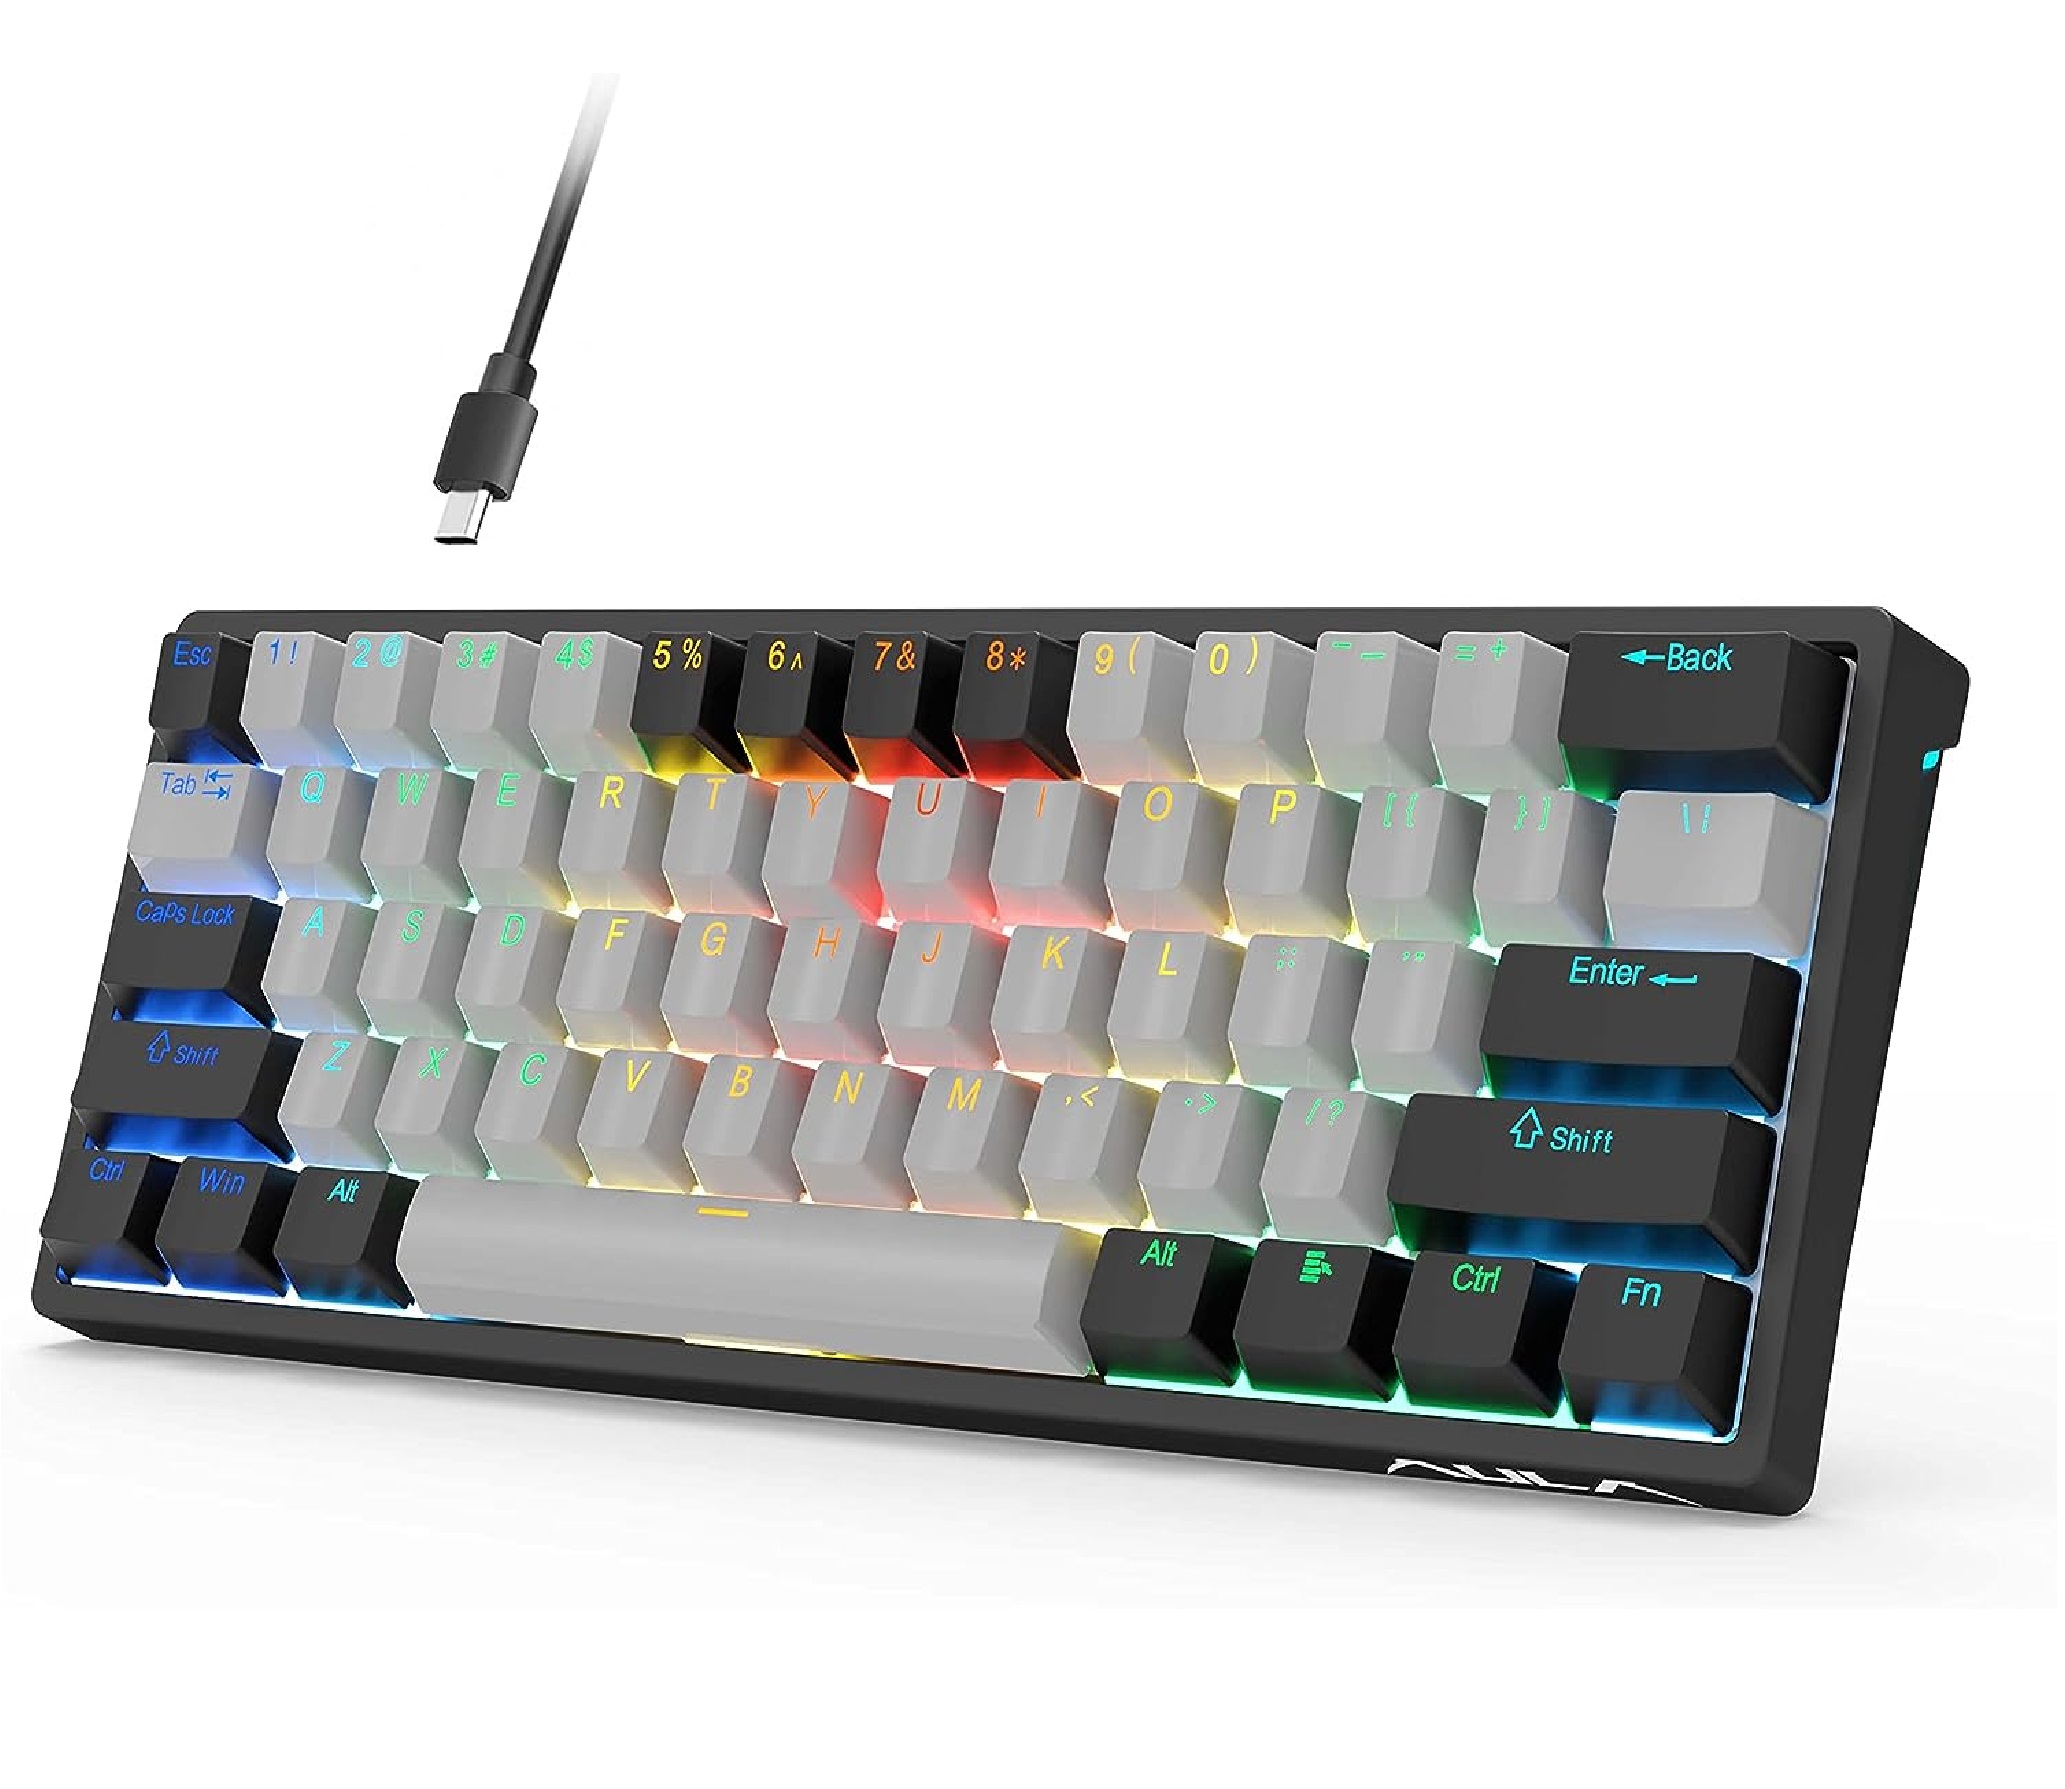 Esc 1 ! 2 @ 3 # 4 $ 5 % 6 ^ 7 & 8 * 9 ( 0 ) - _ = + ←Back
Tab Q W E R T Y U I O P [ { } ] \ |
CaPs Lock A S D F G H J K L ; : ' " Enter
⇧ Shift Z X C V B N M , < . > / ? ⇧ Shift
Ctrl Win Alt — Alt Ctrl Fn
AULA